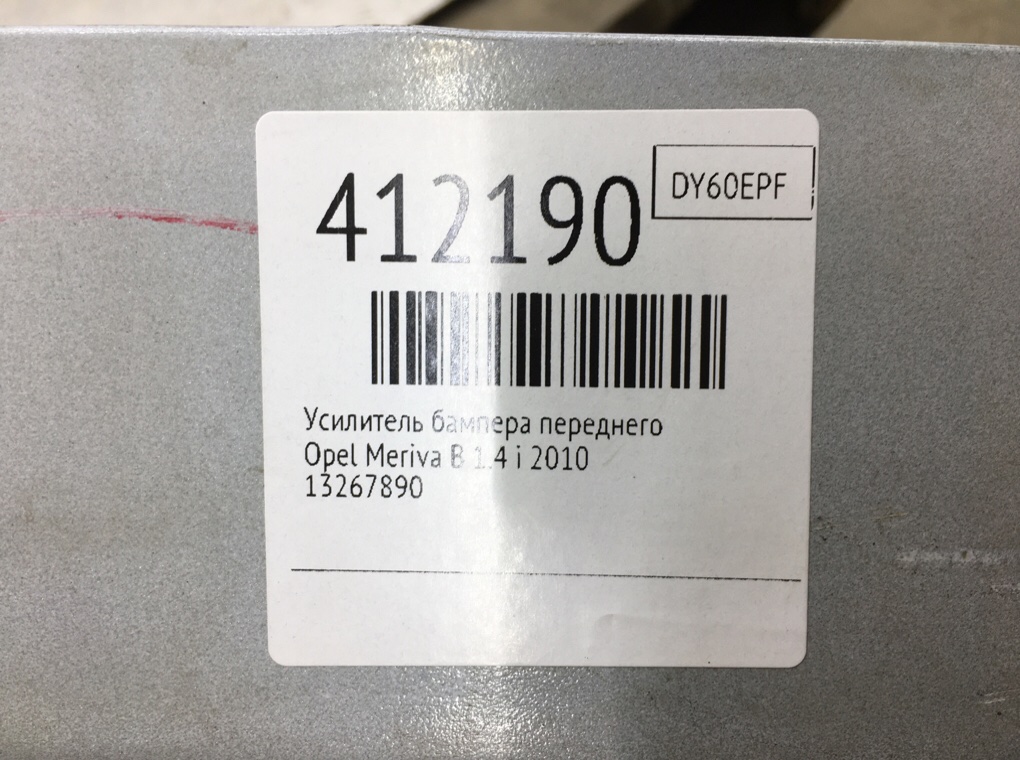 412190
DY60EPF
Усилитель бампера переднего
Opel Meriva B 1.4 i 2010
13267890